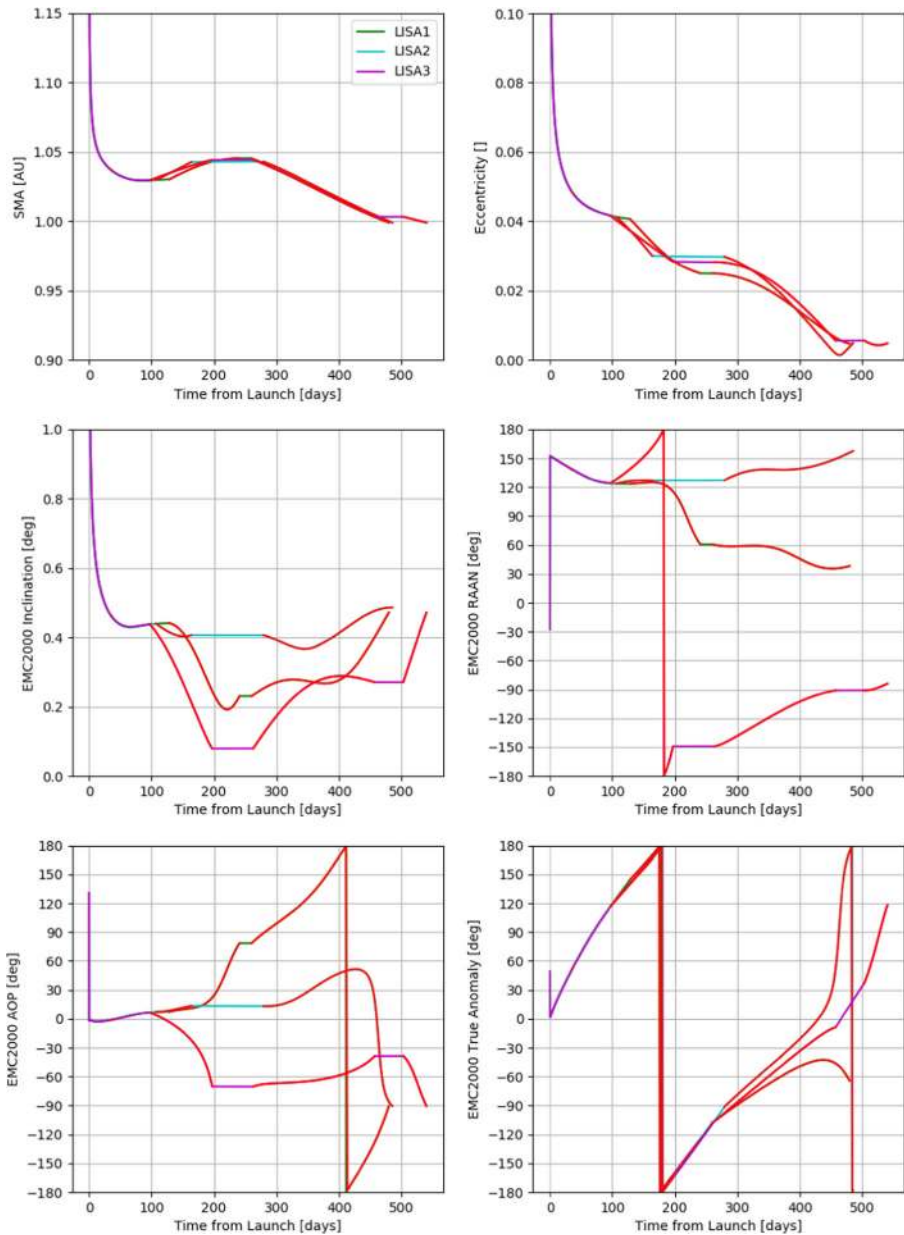 1.15
1.10
1.05
1.00
0.95
0.90
SMA [AU]
0 100 200 300 400 500
Time from Launch [days]
LISA1
LISA2
LISA3
0.10
0.08
0.06
0.04
0.02
0.00
Eccentricity []
0 100 200 300 400 500
Time from Launch [days]
1.0
0.8
0.6
0.4
0.2
0.0
EMC2000 Inclination [deg]
0 100 200 300 400 500
Time from Launch [days]
180
150
120
90
60
30
0
−30
−60
−90
−120
−150
−180
EMC2000 RAAN [deg]
0 100 200 300 400 500
Time from Launch [days]
180
150
120
90
60
30
0
−30
−60
−90
−120
−150
−180
EMC2000 AOP [deg]
0 100 200 300 400 500
Time from Launch [days]
180
150
120
90
60
30
0
−30
−60
−90
−120
−150
−180
EMC2000 True Anomaly [deg]
0 100 200 300 400 500
Time from Launch [days]